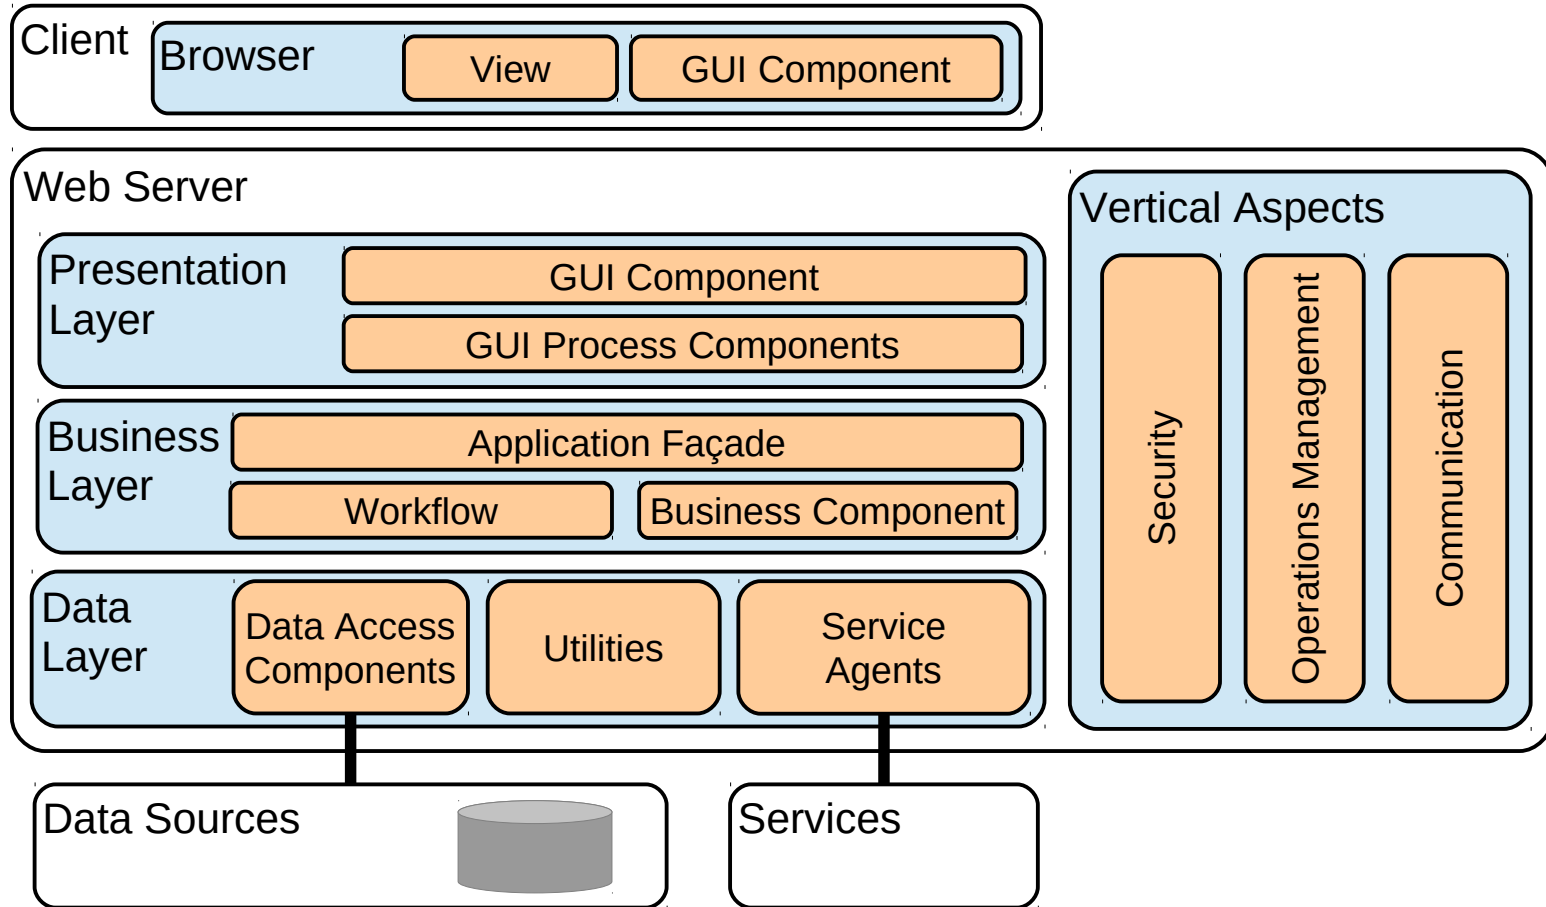 Client
Browser
View
GUI Component
Web Server
Vertical Aspects
Presentation
Layer
GUI Component
GUI Process Components
Business
Layer
Application Façade
Workflow
Business Component
Data
Layer
Data Access
Components
Utilities
Service
Agents
Security
Operations Management
Communication
Data Sources
Services